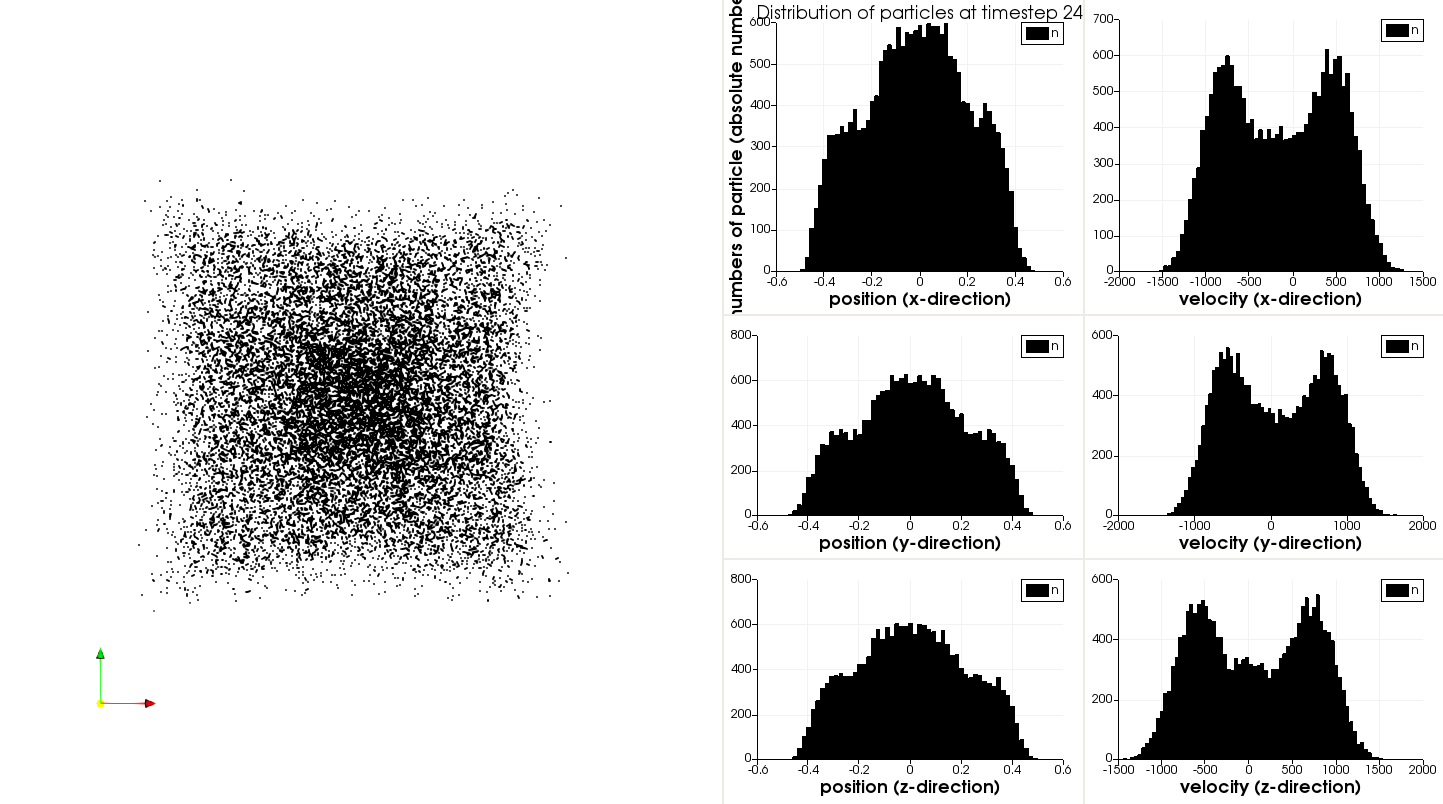 Distribution of particles at timestep 24
numbers of particle (absolute numbe
600
500
400
300
200
100
0
-0.6 -0.4 -0.2 0 0.2 0.4 0.6
position (x-direction)
n
700
600
500
400
300
200
100
0
-2000 -1500 -1000 -500 0 500 1000 1500
velocity (x-direction)
n
800
600
400
200
0
-0.6 -0.4 -0.2 0 0.2 0.4 0.6
position (y-direction)
n
600
400
200
0
-2000 -1000 0 1000 2000
velocity (y-direction)
n
800
600
400
200
0
-0.6 -0.4 -0.2 0 0.2 0.4 0.6
position (z-direction)
n
600
400
200
0
-1500 -1000 -500 0 500 1000 1500 2000
velocity (z-direction)
n